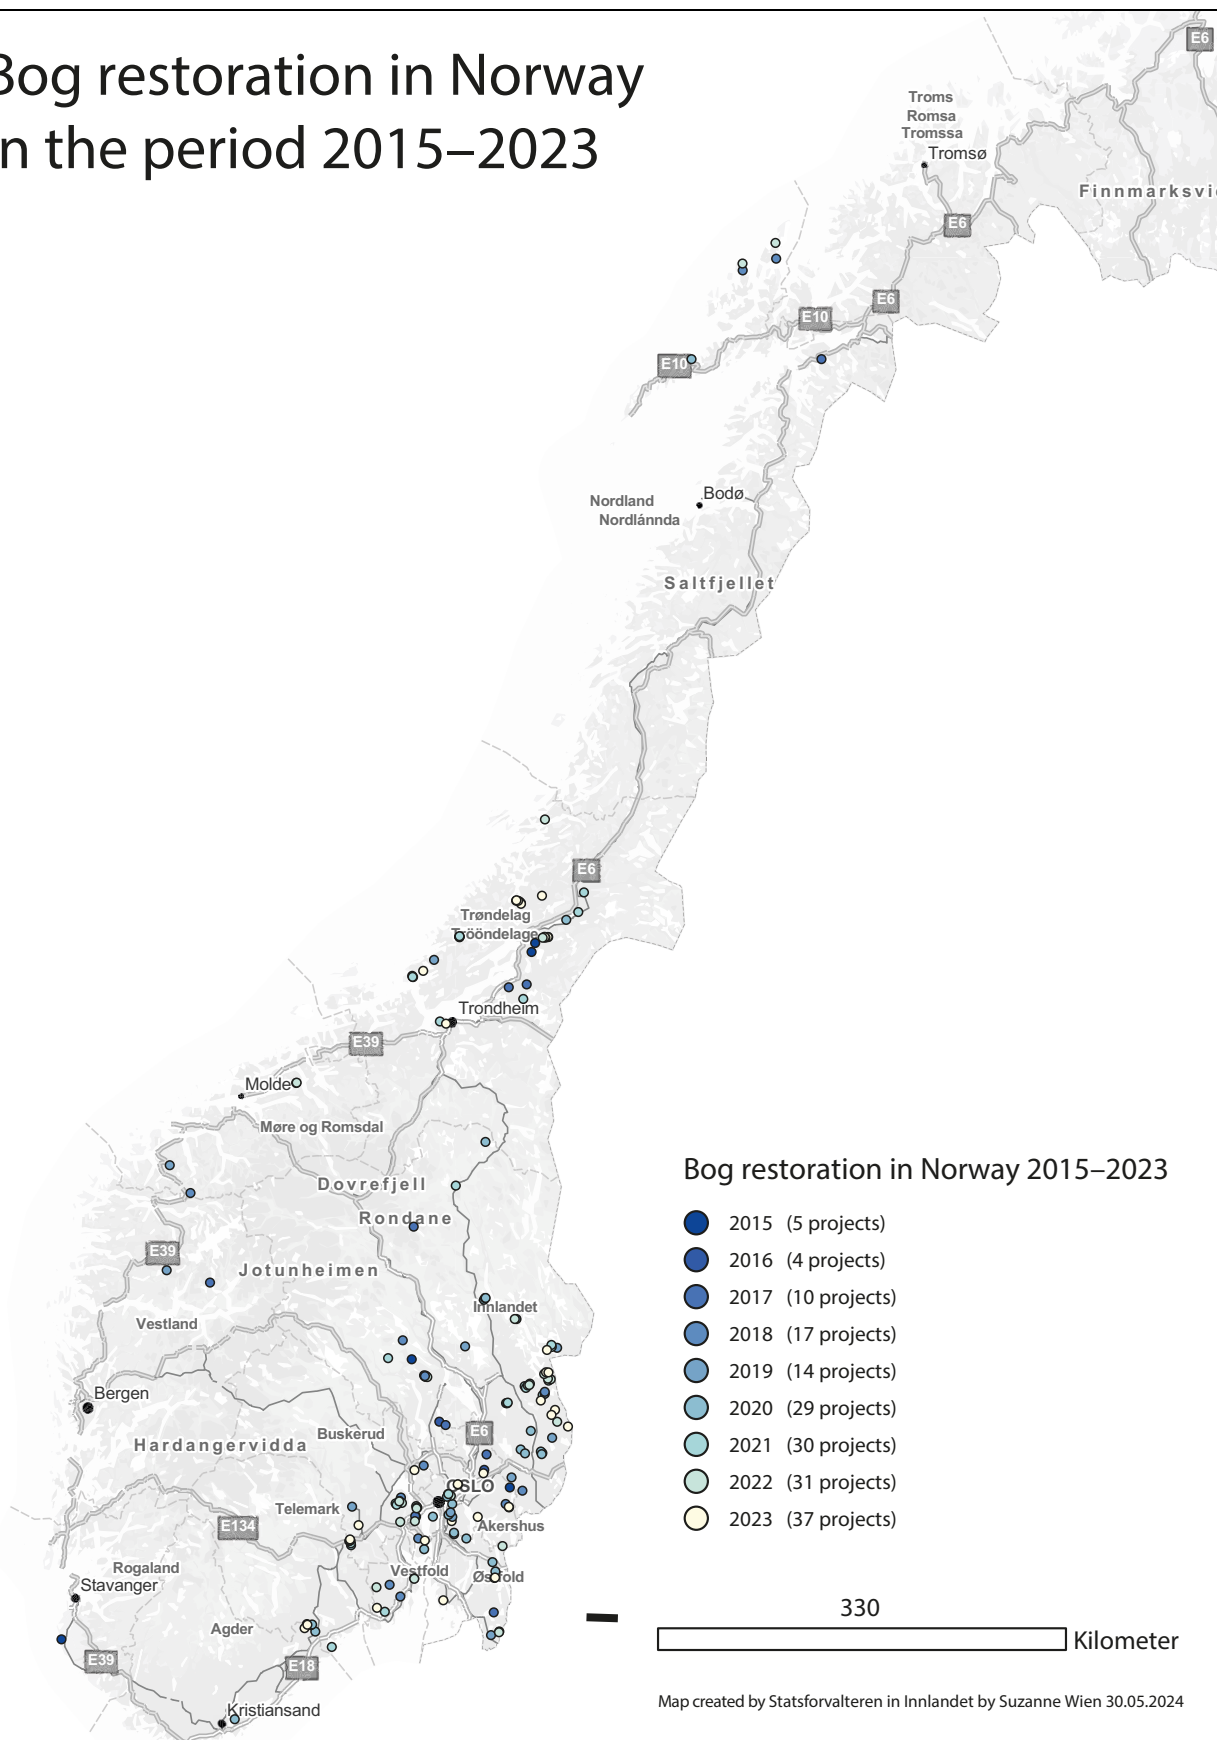 Bog restoration in Norway
in the period 2015–2023
E6
Troms
Romsa
Tromssa
Tromsø
Finnmarksvi
E6
E6
E10
E10
Bodø
Nordland
Nordlánnda
Saltfjellet
E6
Trøndelag
Trööndelage
Trondheim
E39
Molde
Møre og Romsdal
Dovrefjell
Rondane
E39
Jotunheimen
Innlandet
Vestland
Bergen
Buskerud
E6
Hardangervidda
OSLO
Telemark
E134
Akershus
Rogaland
Stavanger
Vestfold
Østfold
Agder
E39
E18
Kristiansand
Bog restoration in Norway 2015–2023
2015 (5 projects)
2016 (4 projects)
2017 (10 projects)
2018 (17 projects)
2019 (14 projects)
2020 (29 projects)
2021 (30 projects)
2022 (31 projects)
2023 (37 projects)
330
Kilometer
Map created by Statsforvalteren in Innlandet by Suzanne Wien 30.05.2024